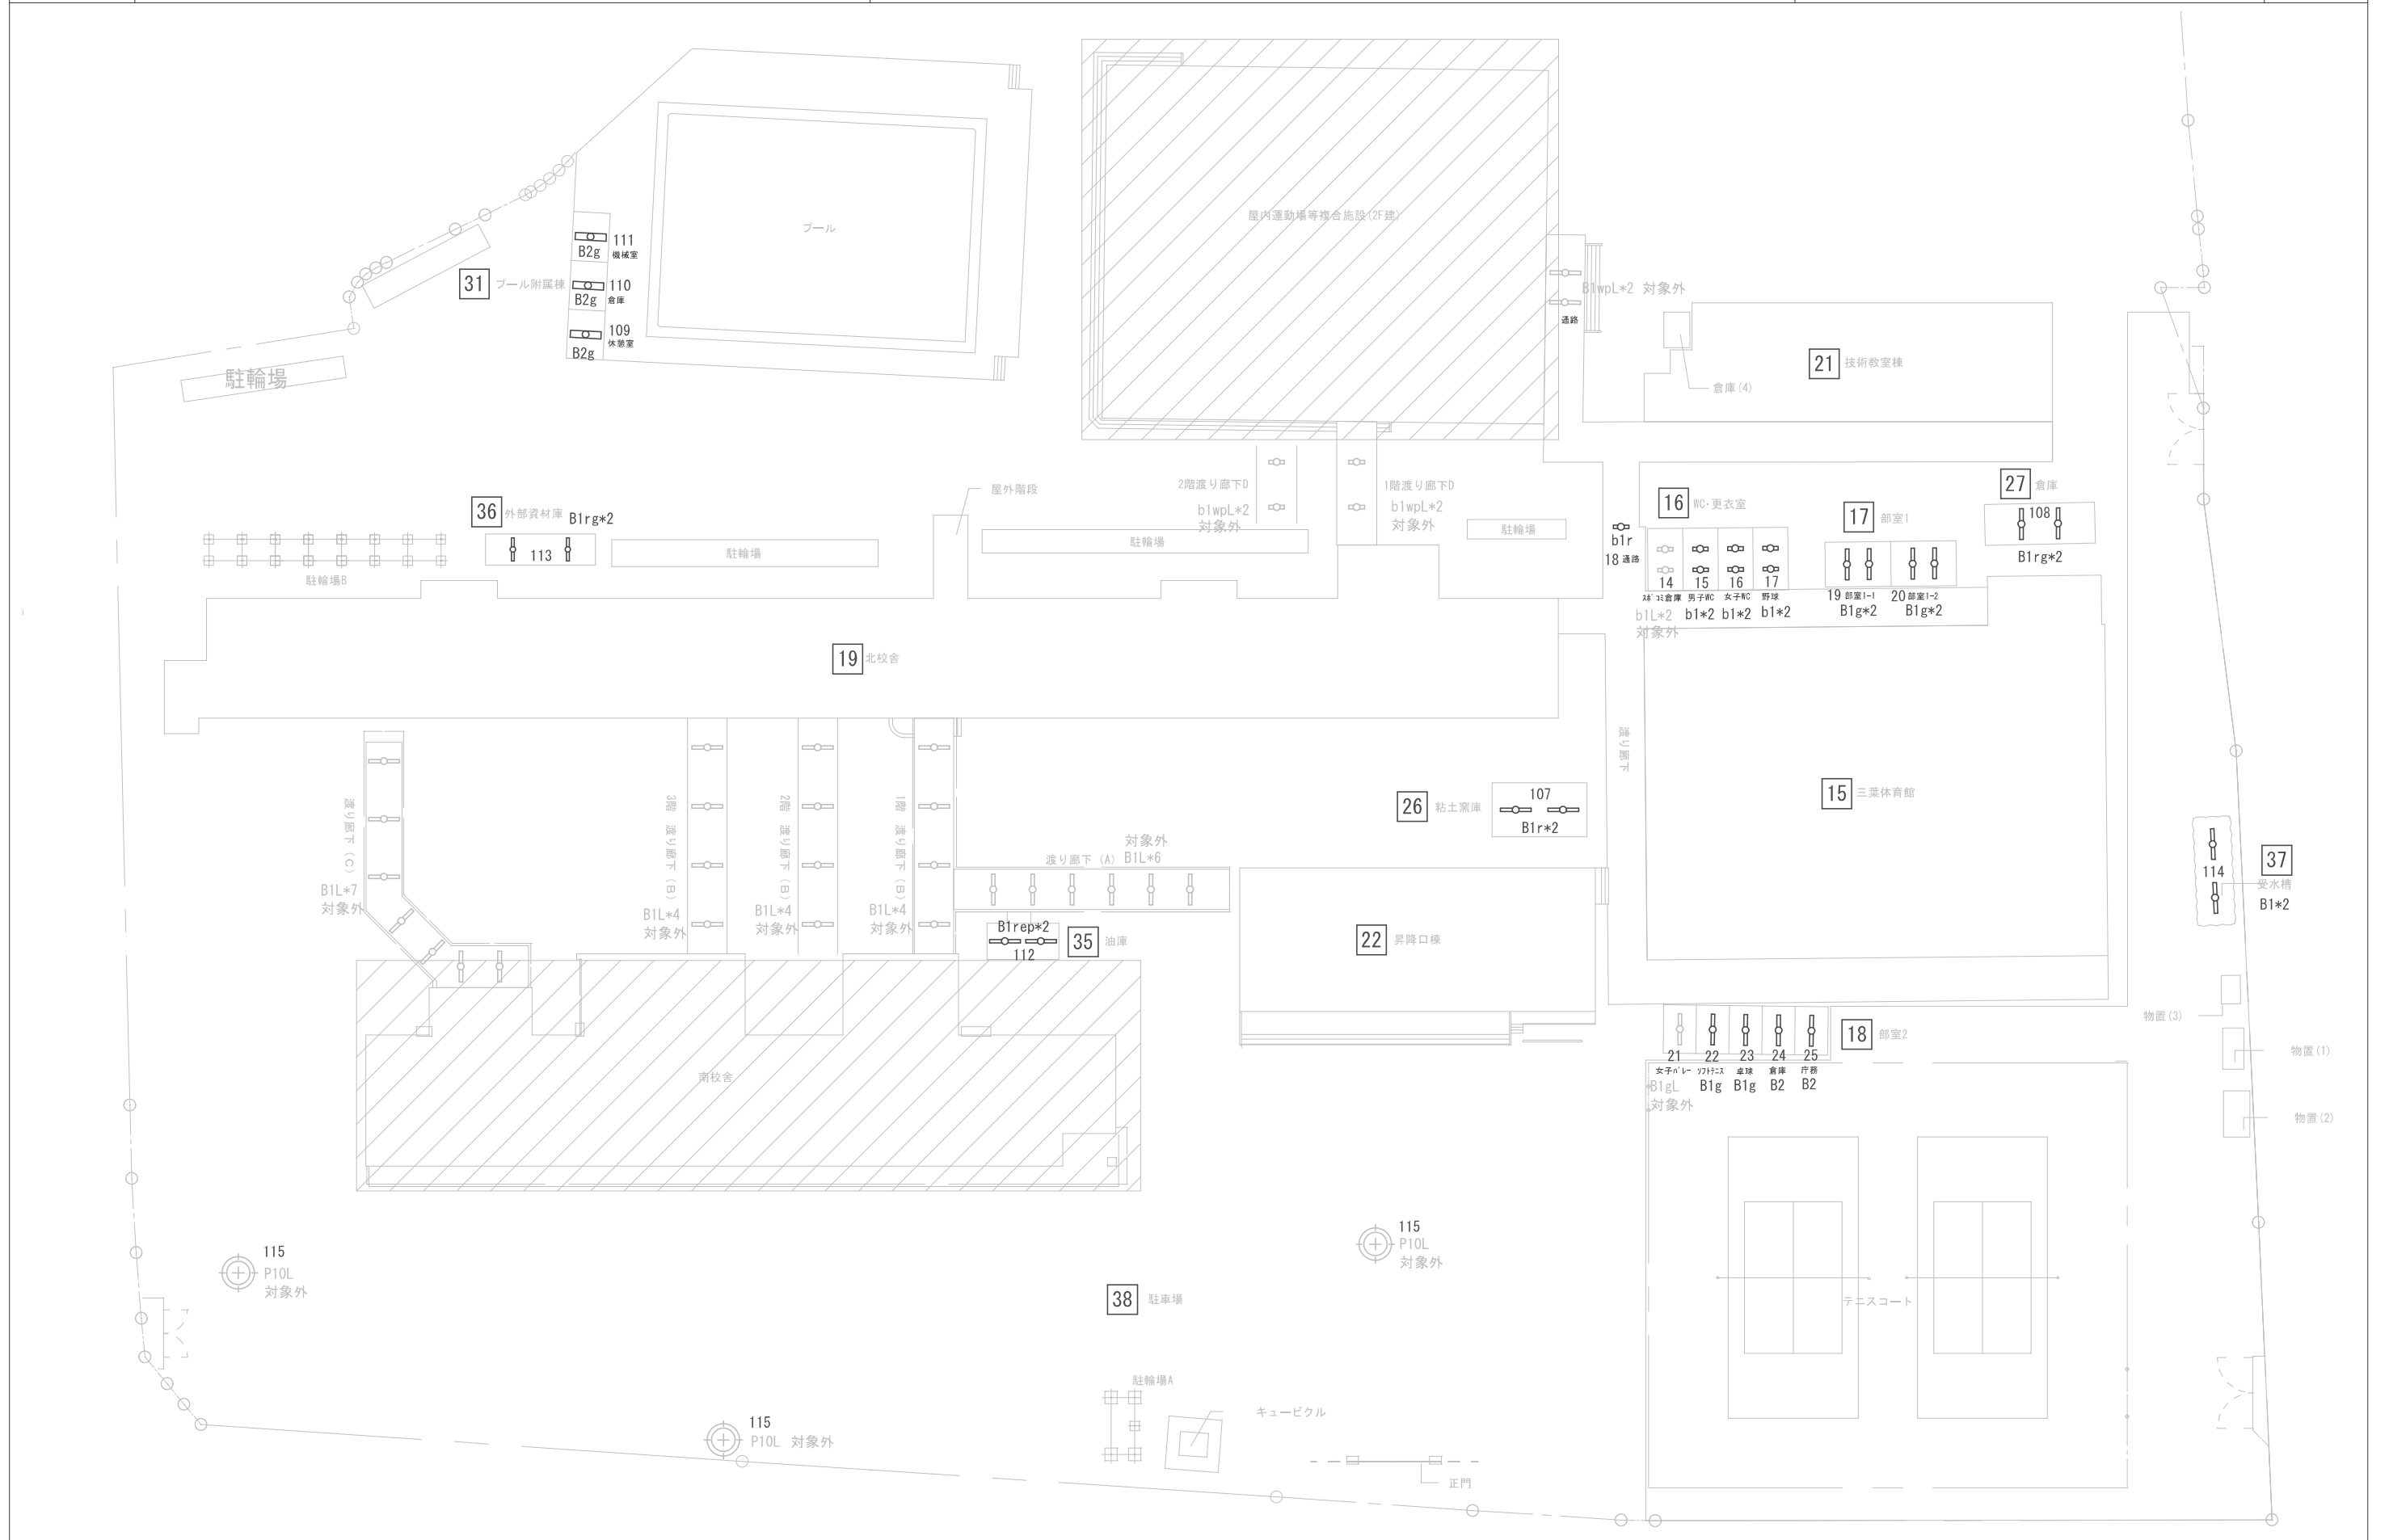 プール
屋内運動場等複合施設(2F建)
111
B2g 機械室
31 プール附属棟
110
B2g 倉庫
109
休憩室
B2g
B1wpL*2 対象外
通路
21 技術教室棟
倉庫(4)
駐輪場
36 外部資材庫 B1rg*2
113
駐輪場B
駐輪場
屋外階段
駐輪場
2階渡り廊下D
b1wpL*2
対象外
1階渡り廊下D
b1wpL*2
対象外
駐輪場
b1r
18 通路
16 WC・更衣室
14 15 16 17
スポコミ倉庫 男子WC 女子WC 野球
b1L*2 b1*2 b1*2 b1*2
対象外
17 部室1
19 部室1-1 20 部室1-2
B1g*2 B1g*2
27 倉庫
108
B1rg*2
19 北校舎
渡り廊下
15 三葉体育館
渡り廊下(C)
B1L*7
対象外
3階 渡り廊下(B)
B1L*4
対象外
2階 渡り廊下(B)
B1L*4
対象外
1階 渡り廊下(B)
B1L*4
対象外
対象外
渡り廊下(A) B1L*6
26 粘土窯庫
107
B1r*2
37
114
受水槽
B1*2
B1rep*2
112
35 油庫
22 昇降口棟
南校舎
18 部室2
21 22 23 24 25
女子バレー ソフトテニス 卓球 倉庫 庁務
B1gL B1g B1g B2 B2
対象外
物置(3)
物置(1)
物置(2)
115
P10L
対象外
115
P10L
対象外
38 駐車場
テニスコート
115
P10L 対象外
駐輪場A
キュービクル
正門